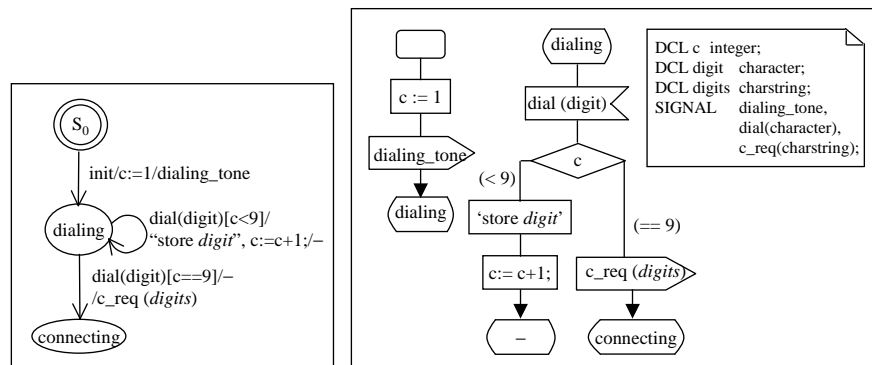 S0
init/c:=1/dialing_tone
dialing
dial(digit)[c<9]/
“store digit”, c:=c+1;/–
dial(digit)[c==9]/–
/c_req (digits)
connecting
c := 1
dialing_tone
dialing
dialing
dial (digit)
c
(< 9)
(== 9)
‘store digit’
c:= c+1;
c_req (digits)
–
connecting
DCL c integer;
DCL digit character;
DCL digits charstring;
SIGNAL dialing_tone,
dial(character),
c_req(charstring);